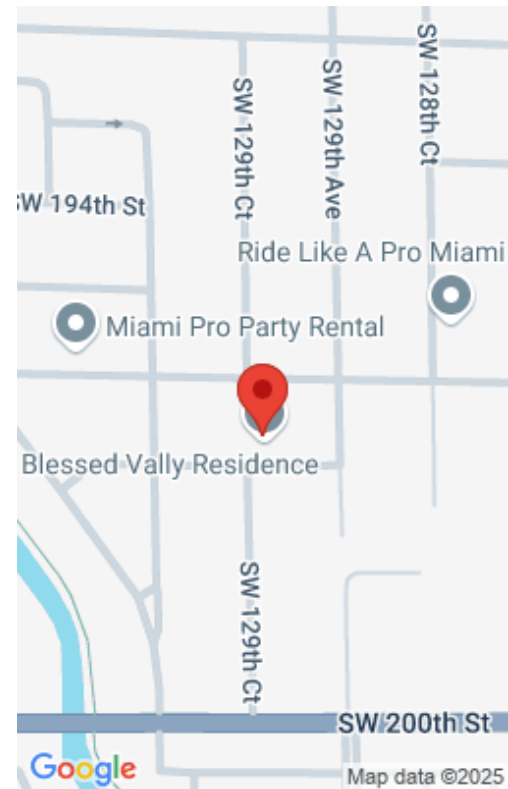 SW 128th Ct
SW 129th Ave
SW 129th Ct
SW 194th St
Ride Like A Pro Miami
Miami Pro Party Rental
Blessed Vally Residence
SW 129th Ct
SW 200th St
Google
Map data ©2025